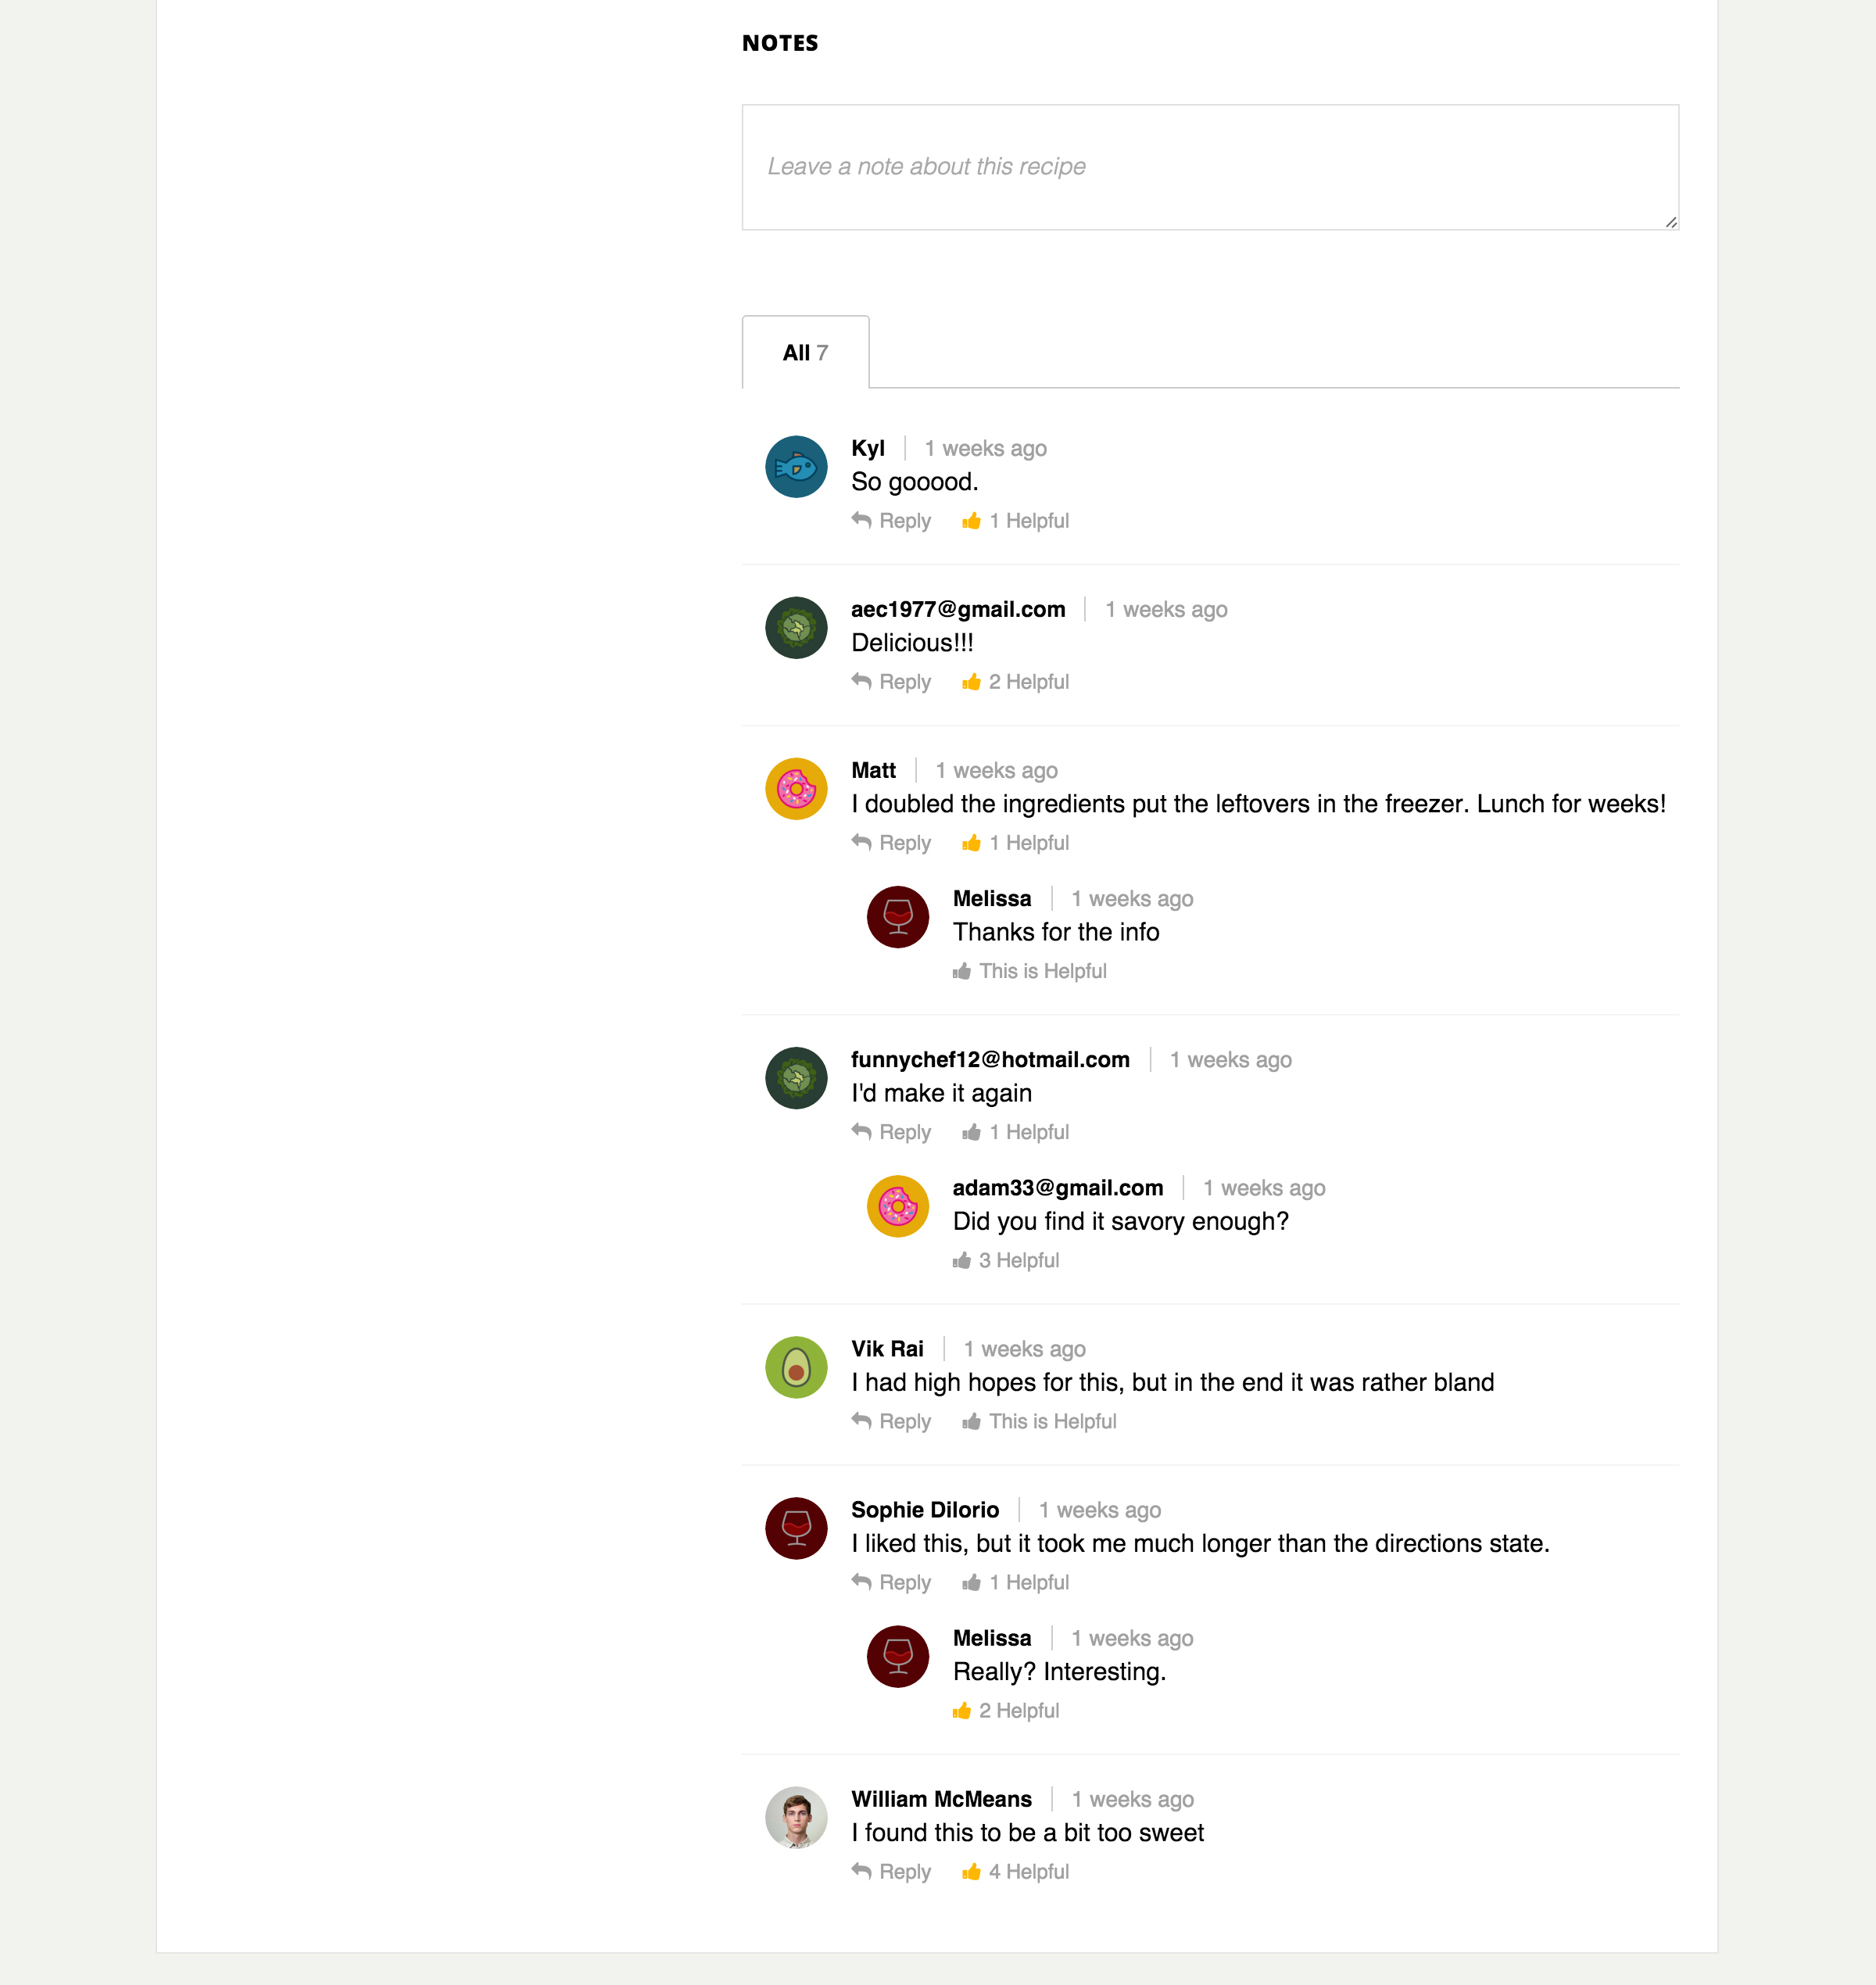 NOTES
Leave a note about this recipe
All 7
Kyl 1 weeks ago
So gooood.
Reply 1 Helpful
aec1977@gmail.com 1 weeks ago
Delicious!!!
Reply 2 Helpful
Matt 1 weeks ago
I doubled the ingredients put the leftovers in the freezer. Lunch for weeks!
Reply 1 Helpful
Melissa 1 weeks ago
Thanks for the info
This is Helpful
funnychef12@hotmail.com 1 weeks ago
I'd make it again
Reply 1 Helpful
adam33@gmail.com 1 weeks ago
Did you find it savory enough?
3 Helpful
Vik Rai 1 weeks ago
I had high hopes for this, but in the end it was rather bland
Reply This is Helpful
Sophie DiIorio 1 weeks ago
I liked this, but it took me much longer than the directions state.
Reply 1 Helpful
Melissa 1 weeks ago
Really? Interesting.
2 Helpful
William McMeans 1 weeks ago
I found this to be a bit too sweet
Reply 4 Helpful